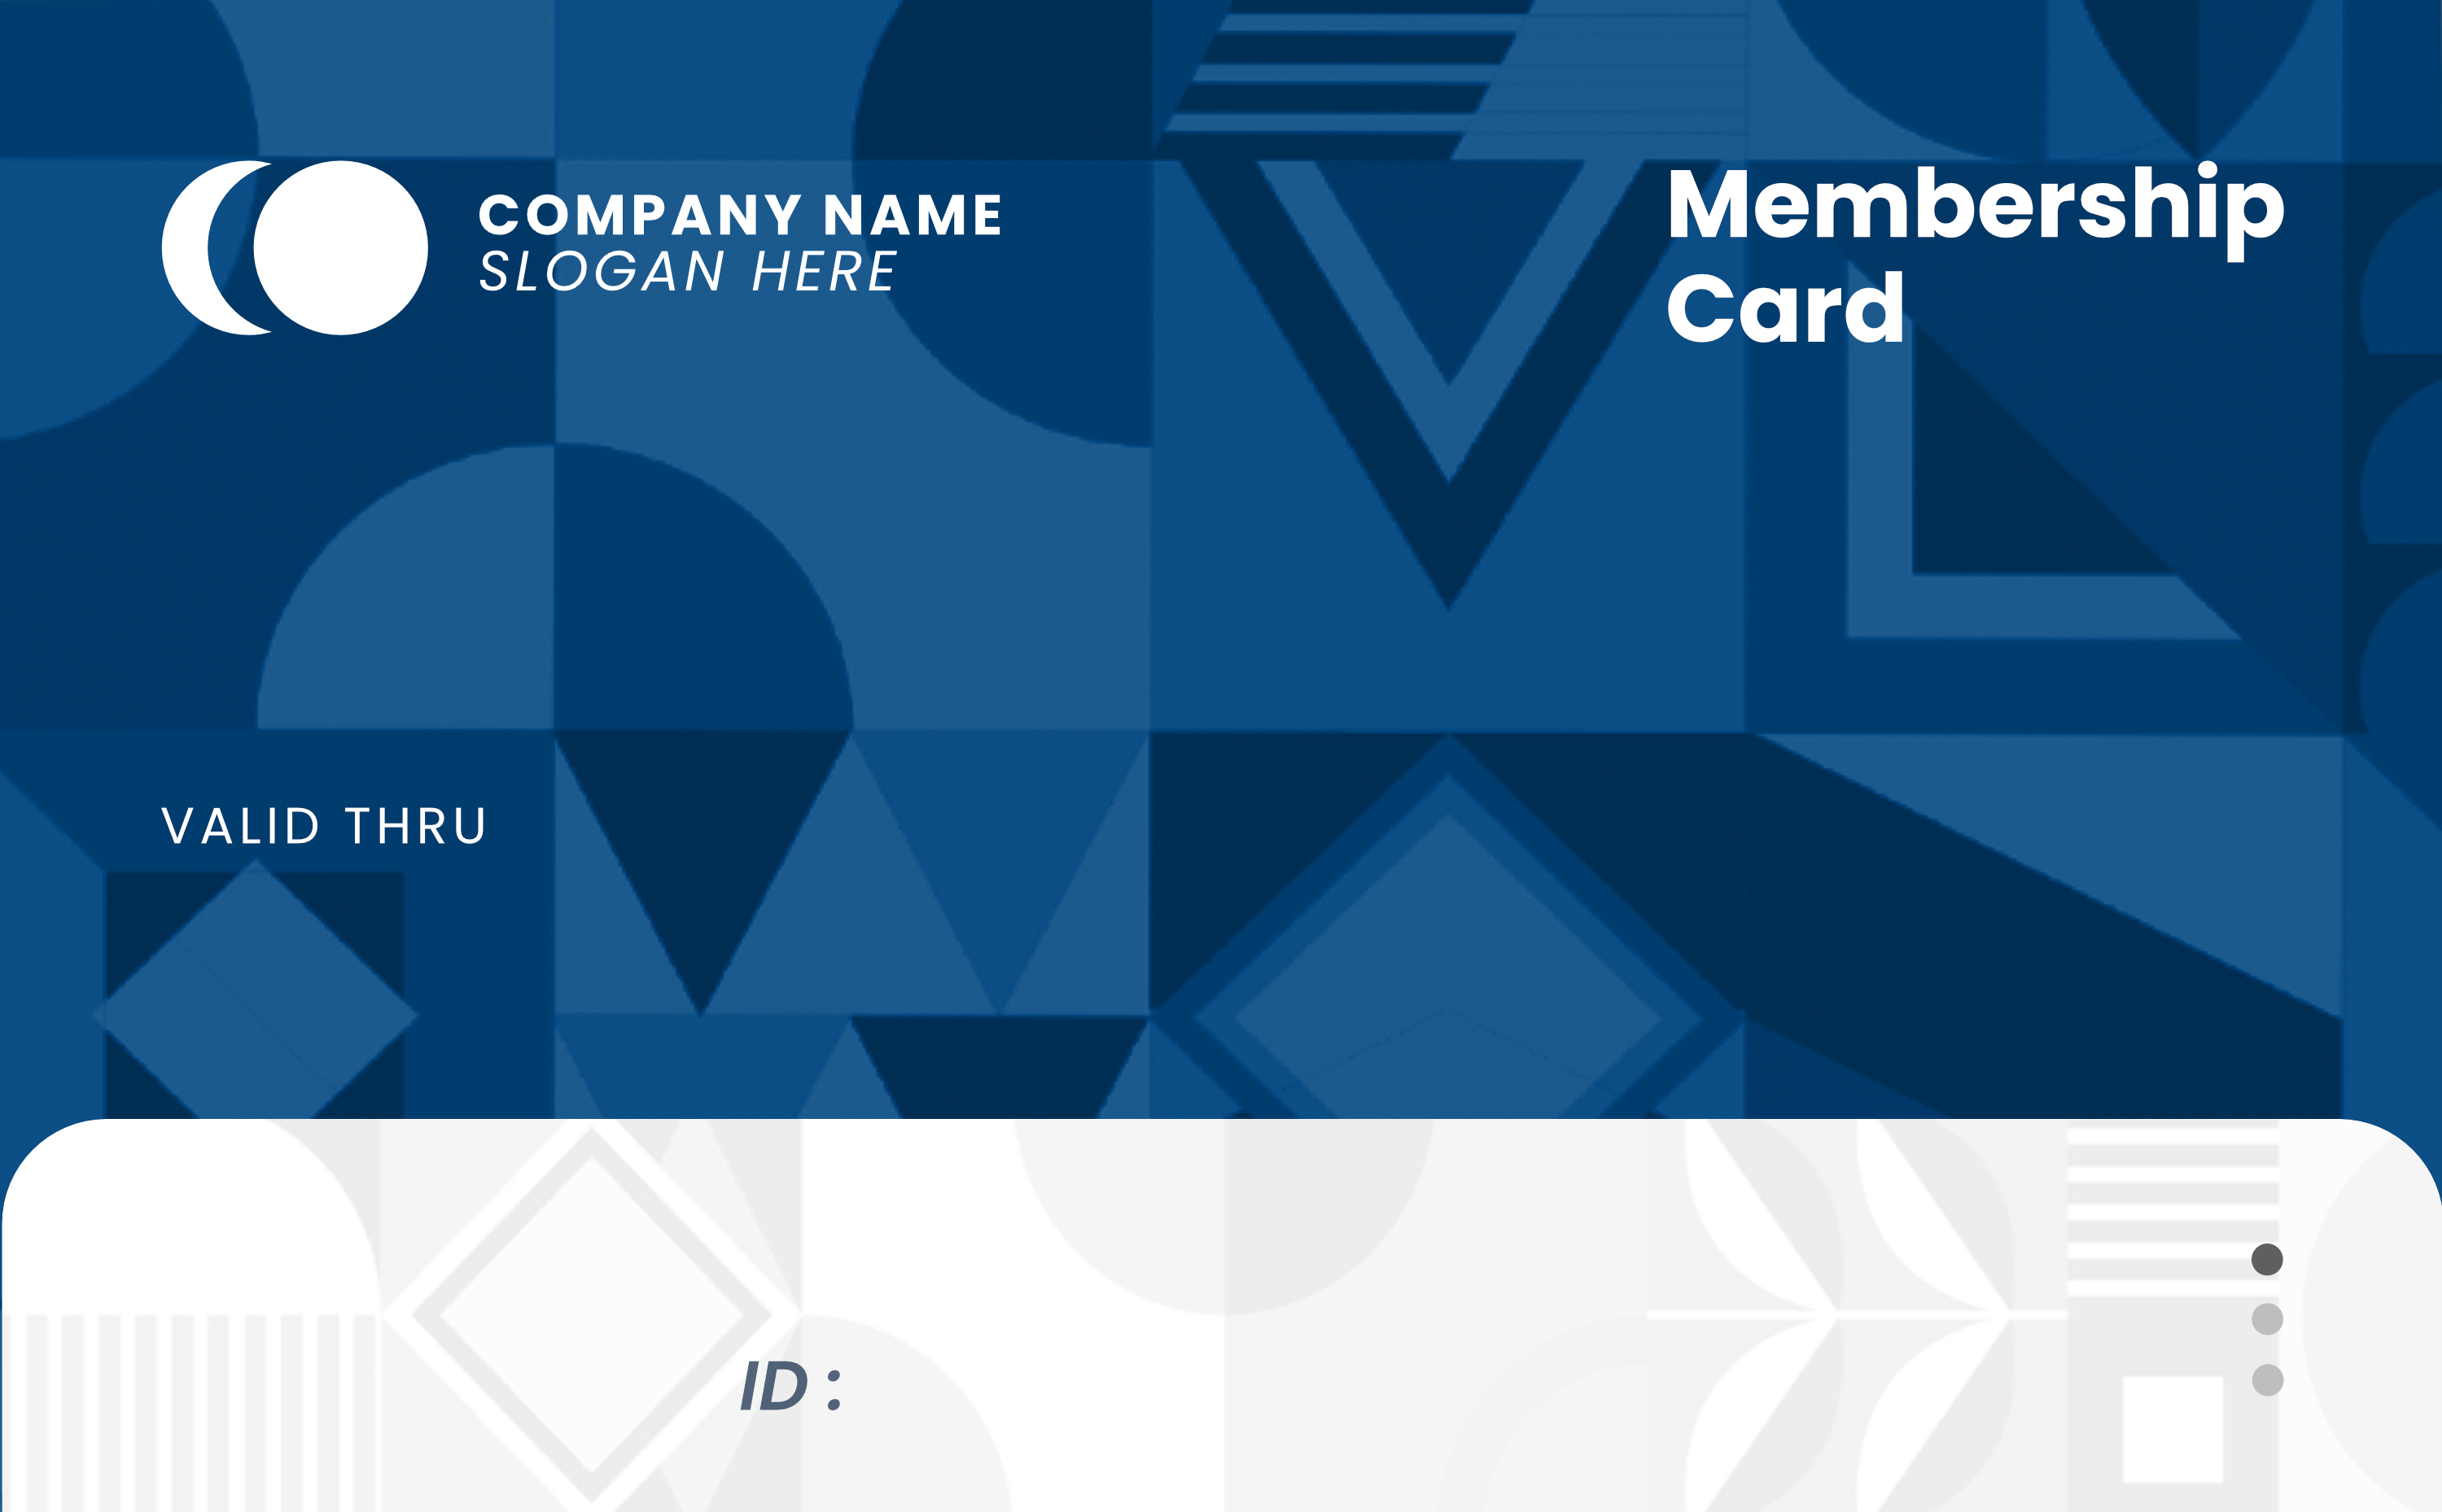 COMPANY NAME
SLOGAN HERE
Membership
Card
VALID THRU
ID :